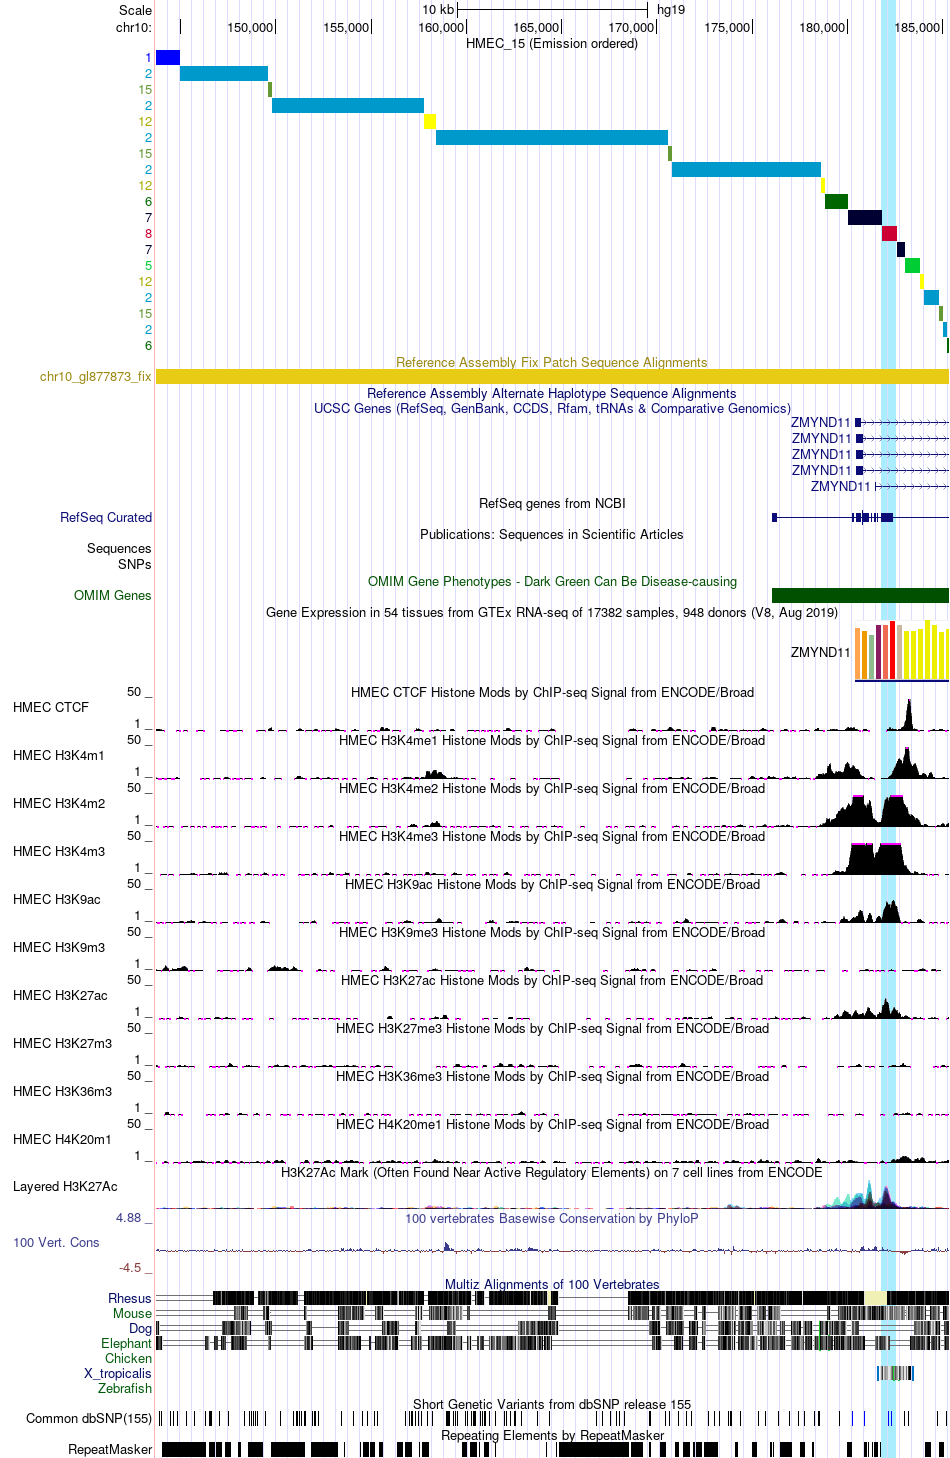 Scale 10 kb hg19
chr10: 150,000 155,000 160,000 165,000 170,000 175,000 180,000 185,000
HMEC_15 (Emission ordered)
1
2
15
2
12
2
15
2
12
6
7
8
7
5
12
2
15
2
6
Reference Assembly Fix Patch Sequence Alignments
chr10_gl877873_fix
Reference Assembly Alternate Haplotype Sequence Alignments
UCSC Genes (RefSeq, GenBank, CCDS, Rfam, tRNAs & Comparative Genomics)
ZMYND11
ZMYND11
ZMYND11
ZMYND11
ZMYND11
RefSeq genes from NCBI
RefSeq Curated
Publications: Sequences in Scientific Articles
Sequences
SNPs
OMIM Gene Phenotypes - Dark Green Can Be Disease-causing
OMIM Genes
Gene Expression in 54 tissues from GTEx RNA-seq of 17382 samples, 948 donors (V8, Aug 2019)
ZMYND11
50 _ HMEC CTCF Histone Mods by ChIP-seq Signal from ENCODE/Broad
HMEC CTCF
1 _
50 _ HMEC H3K4me1 Histone Mods by ChIP-seq Signal from ENCODE/Broad
HMEC H3K4m1
1 _
50 _ HMEC H3K4me2 Histone Mods by ChIP-seq Signal from ENCODE/Broad
HMEC H3K4m2
1 _
50 _ HMEC H3K4me3 Histone Mods by ChIP-seq Signal from ENCODE/Broad
HMEC H3K4m3
1 _
50 _ HMEC H3K9ac Histone Mods by ChIP-seq Signal from ENCODE/Broad
HMEC H3K9ac
1 _
50 _ HMEC H3K9me3 Histone Mods by ChIP-seq Signal from ENCODE/Broad
HMEC H3K9m3
1 _
50 _ HMEC H3K27ac Histone Mods by ChIP-seq Signal from ENCODE/Broad
HMEC H3K27ac
1 _
50 _ HMEC H3K27me3 Histone Mods by ChIP-seq Signal from ENCODE/Broad
HMEC H3K27m3
1 _
50 _ HMEC H3K36me3 Histone Mods by ChIP-seq Signal from ENCODE/Broad
HMEC H3K36m3
1 _
50 _ HMEC H4K20me1 Histone Mods by ChIP-seq Signal from ENCODE/Broad
HMEC H4K20m1
1 _
H3K27Ac Mark (Often Found Near Active Regulatory Elements) on 7 cell lines from ENCODE
Layered H3K27Ac
4.88 _ 100 vertebrates Basewise Conservation by PhyloP
100 Vert. Cons
-4.5 _
Multiz Alignments of 100 Vertebrates
Rhesus
Mouse
Dog
Elephant
Chicken
X_tropicalis
Zebrafish
Short Genetic Variants from dbSNP release 155
Common dbSNP(155)
Repeating Elements by RepeatMasker
RepeatMasker